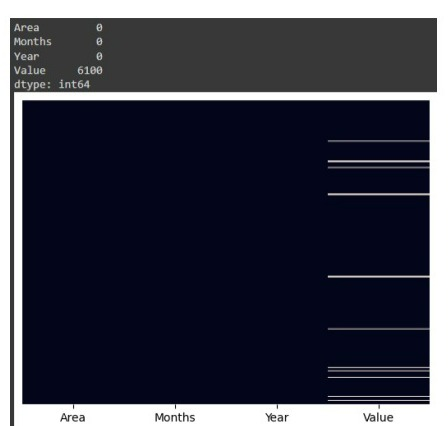 Area 0
Months 0
Year 0
Value 6100
dtype: int64
Area Months Year Value